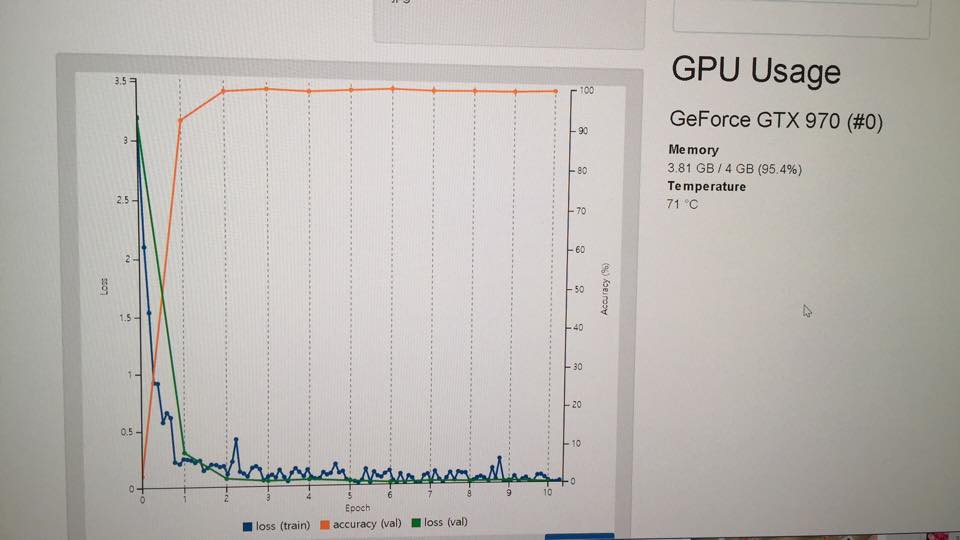 GPU Usage
GeForce GTX 970 (#0)
Memory
3.81 GB / 4 GB (95.4%)
Temperature
71 °C
3.5
3
2.5
2
1.5
1
0.5
0
Loss
100
90
80
70
60
50
40
30
20
10
0
Accuracy (%)
0 1 2 3 4 5 6 7 8 9 10
Epoch
loss (train) accuracy (val) loss (val)